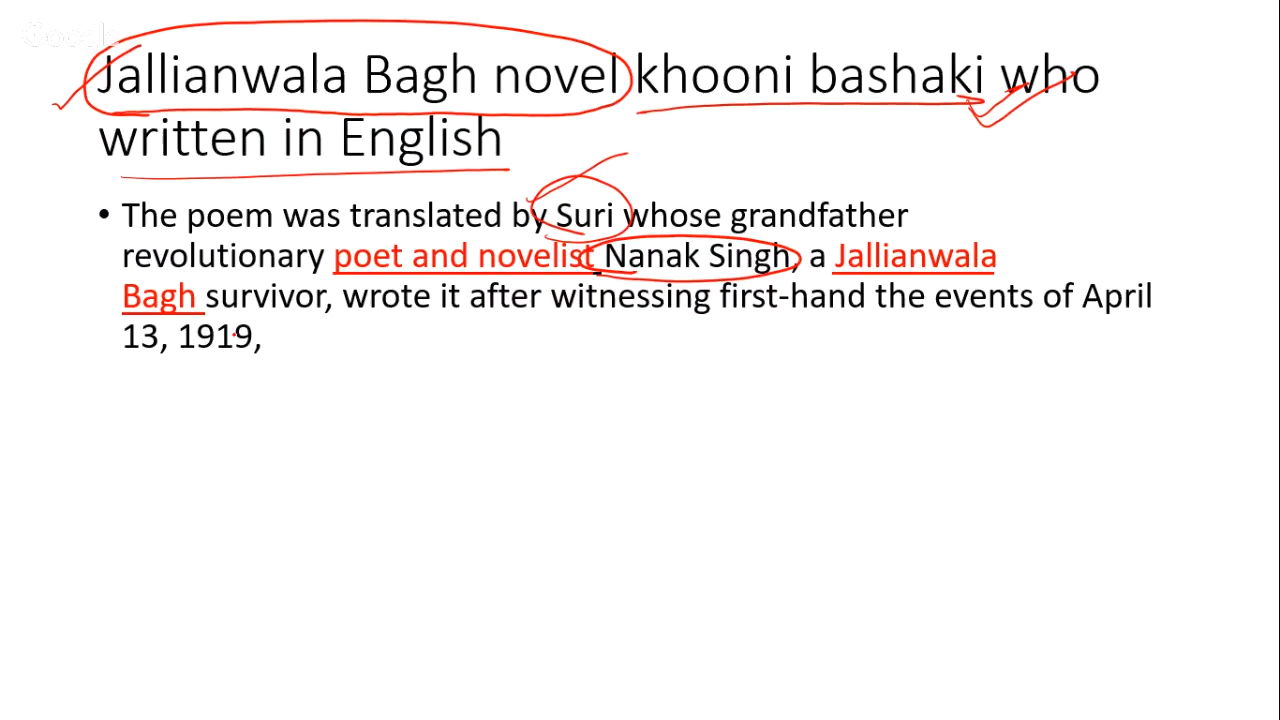 Jallianwala Bagh novel khooni bashaki who
written in English
• The poem was translated by Suri whose grandfather
revolutionary poet and novelist Nanak Singh, a Jallianwala
Bagh survivor, wrote it after witnessing first-hand the events of April
13, 1919,